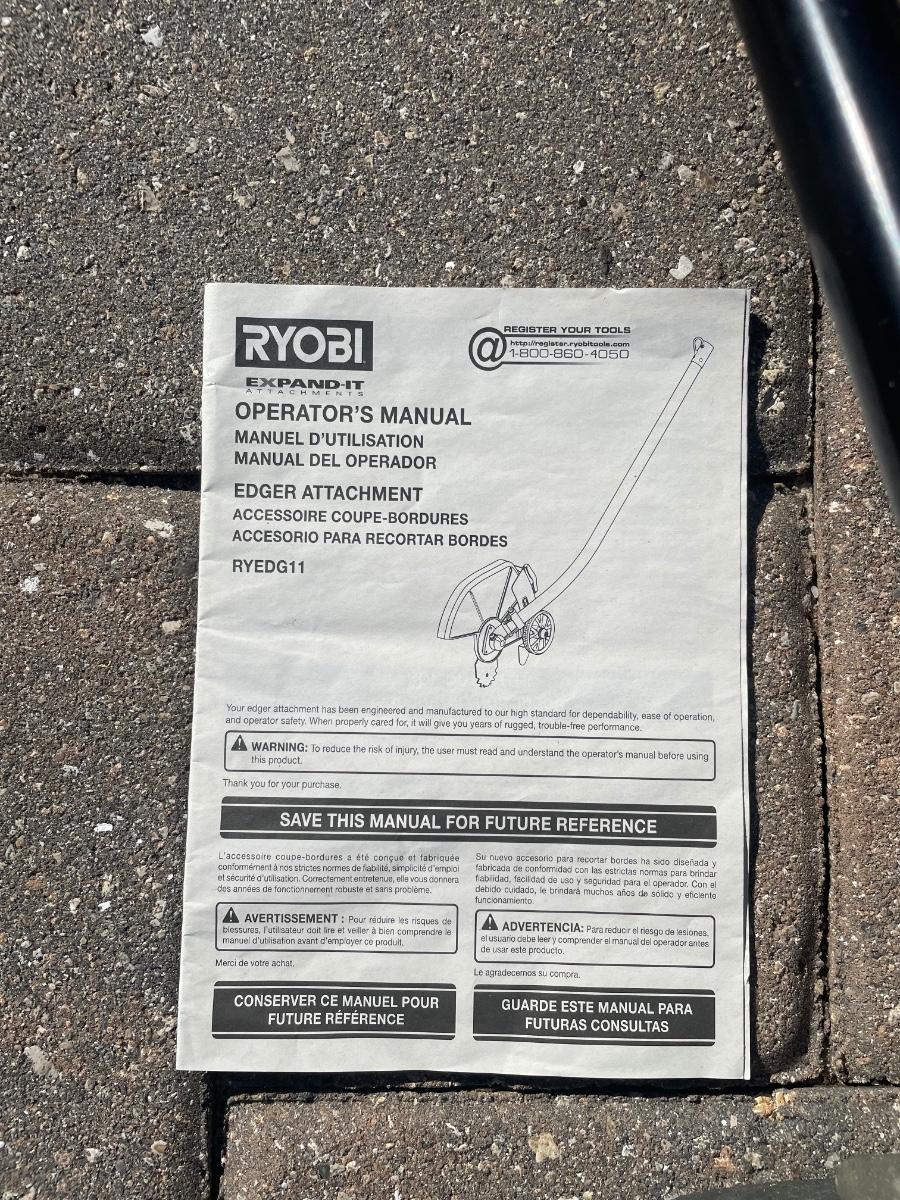 RYOBI
EXPAND-IT
ATTACHMENTS
@ REGISTER YOUR TOOLS
http://register.ryobitools.com
1-800-860-4050
OPERATOR'S MANUAL
MANUEL D'UTILISATION
MANUAL DEL OPERADOR
EDGER ATTACHMENT
ACCESSOIRE COUPE-BORDURES
ACCESORIO PARA RECORTAR BORDES
RYEDG11
Your edger attachment has been engineered and manufactured to our high standard for dependability, ease of operation,
and operator safety. When properly cared for, it will give you years of rugged, trouble-free performance.
WARNING: To reduce the risk of injury, the user must read and understand the operator's manual before using
this product.
Thank you for your purchase.
SAVE THIS MANUAL FOR FUTURE REFERENCE
L'accessoire coupe-bordures a été conçue et fabriquée
conformément à nos strictes normes de fiabilité, simplicité d'emploi
et sécurité d'utilisation. Correctement entretenue, elle vous donnera
des années de fonctionnement robuste et sans problème.
AVERTISSEMENT : Pour réduire les risques de
blessures, l'utilisateur doit lire et veiller à bien comprendre le
manuel d'utilisation avant d'employer ce produit.
Merci de votre achat.
CONSERVER CE MANUEL POUR
FUTURE RÉFÉRENCE
Su nuevo accesorio para recortar bordes ha sido diseñada y
fabricada de conformidad con las estrictas normas para brindar
fiabilidad, facilidad de uso y seguridad para el operador. Con el
debido cuidado, le brindará muchos años de sólido y eficiente
funcionamiento.
ADVERTENCIA: Para reducir el riesgo de lesiones,
el usuario debe leer y comprender el manual del operador antes
de usar este producto.
Le agradecemos su compra.
GUARDE ESTE MANUAL PARA
FUTURAS CONSULTAS